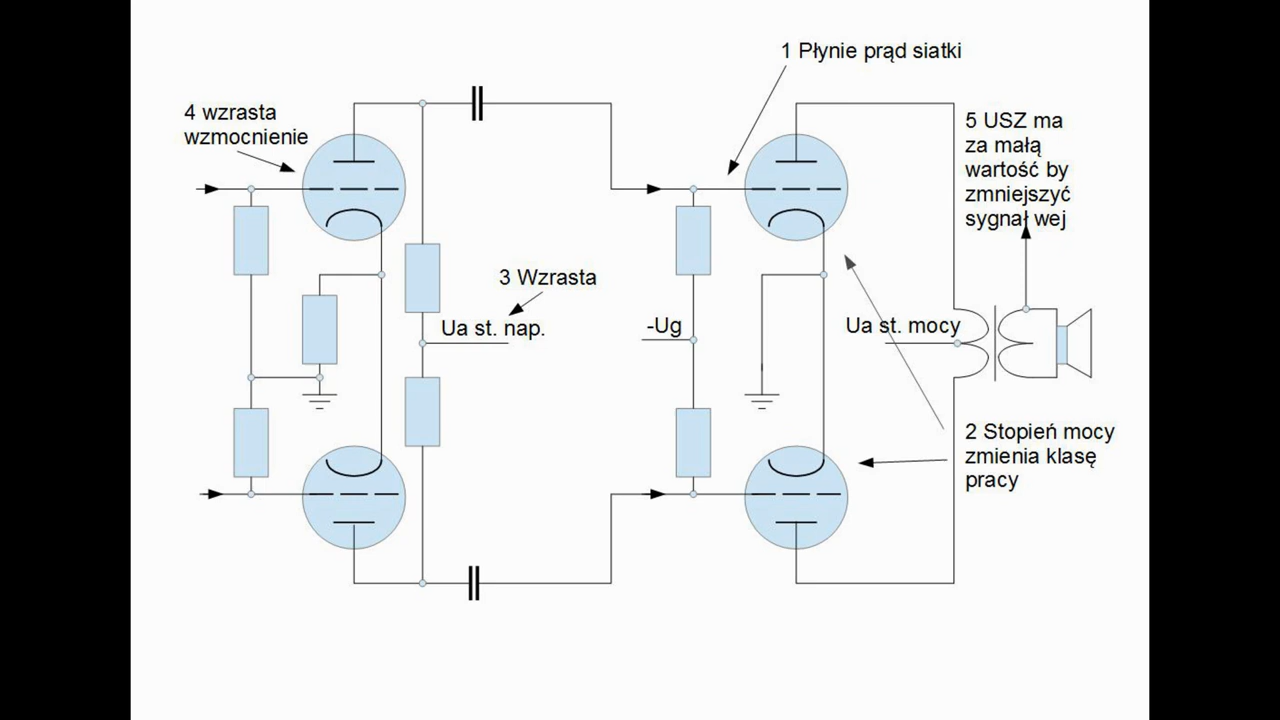 1 Płynie prąd siatki
4 wzrasta
wzmocnienie
5 USZ ma
za małą
wartość by
zmniejszyć
sygnał wej
3 Wzrasta
Ua st. nap.
-Ug
Ua st. mocy
2 Stopień mocy
zmienia klasę
pracy